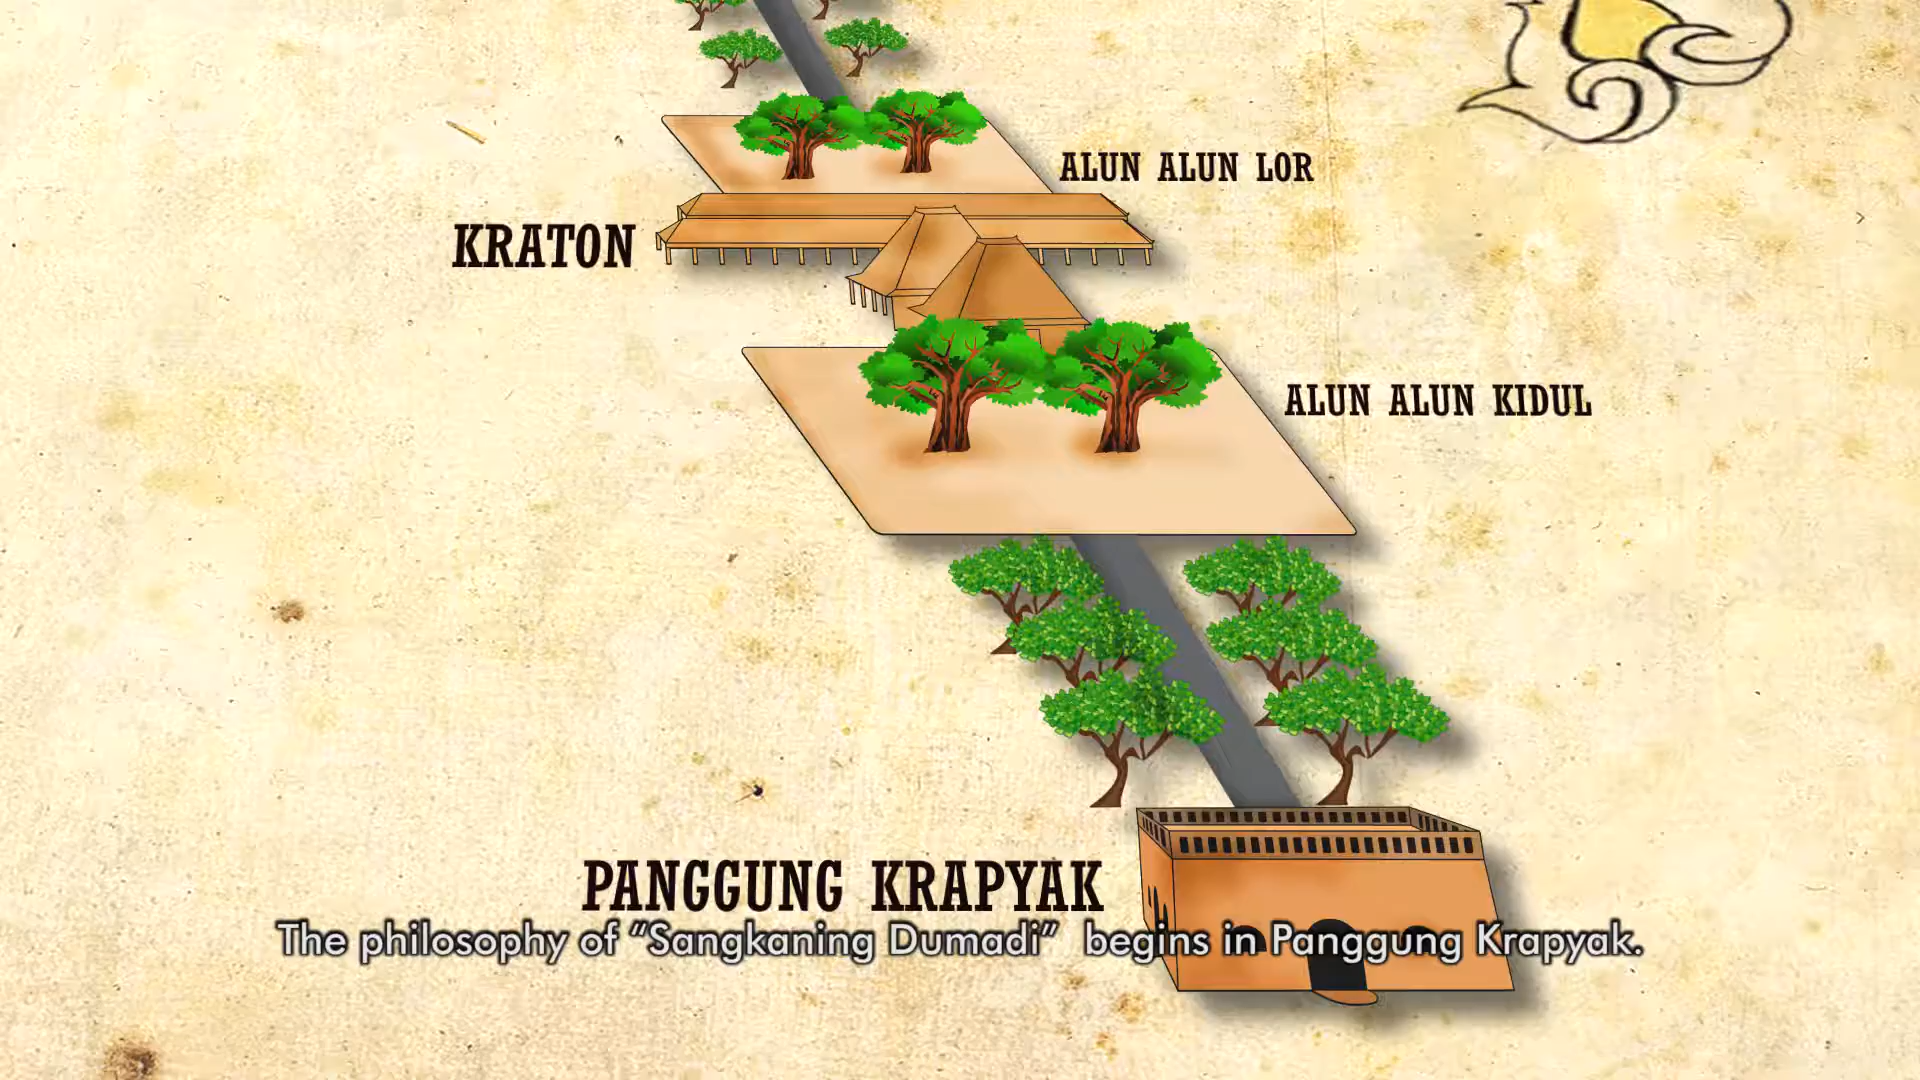 ALUN ALUN LOR
KRATON
ALUN ALUN KIDUL
PANGGUNG KRAPYAK
The philosophy of “Sangkaning Dumadi” begins in Panggung Krapyak.